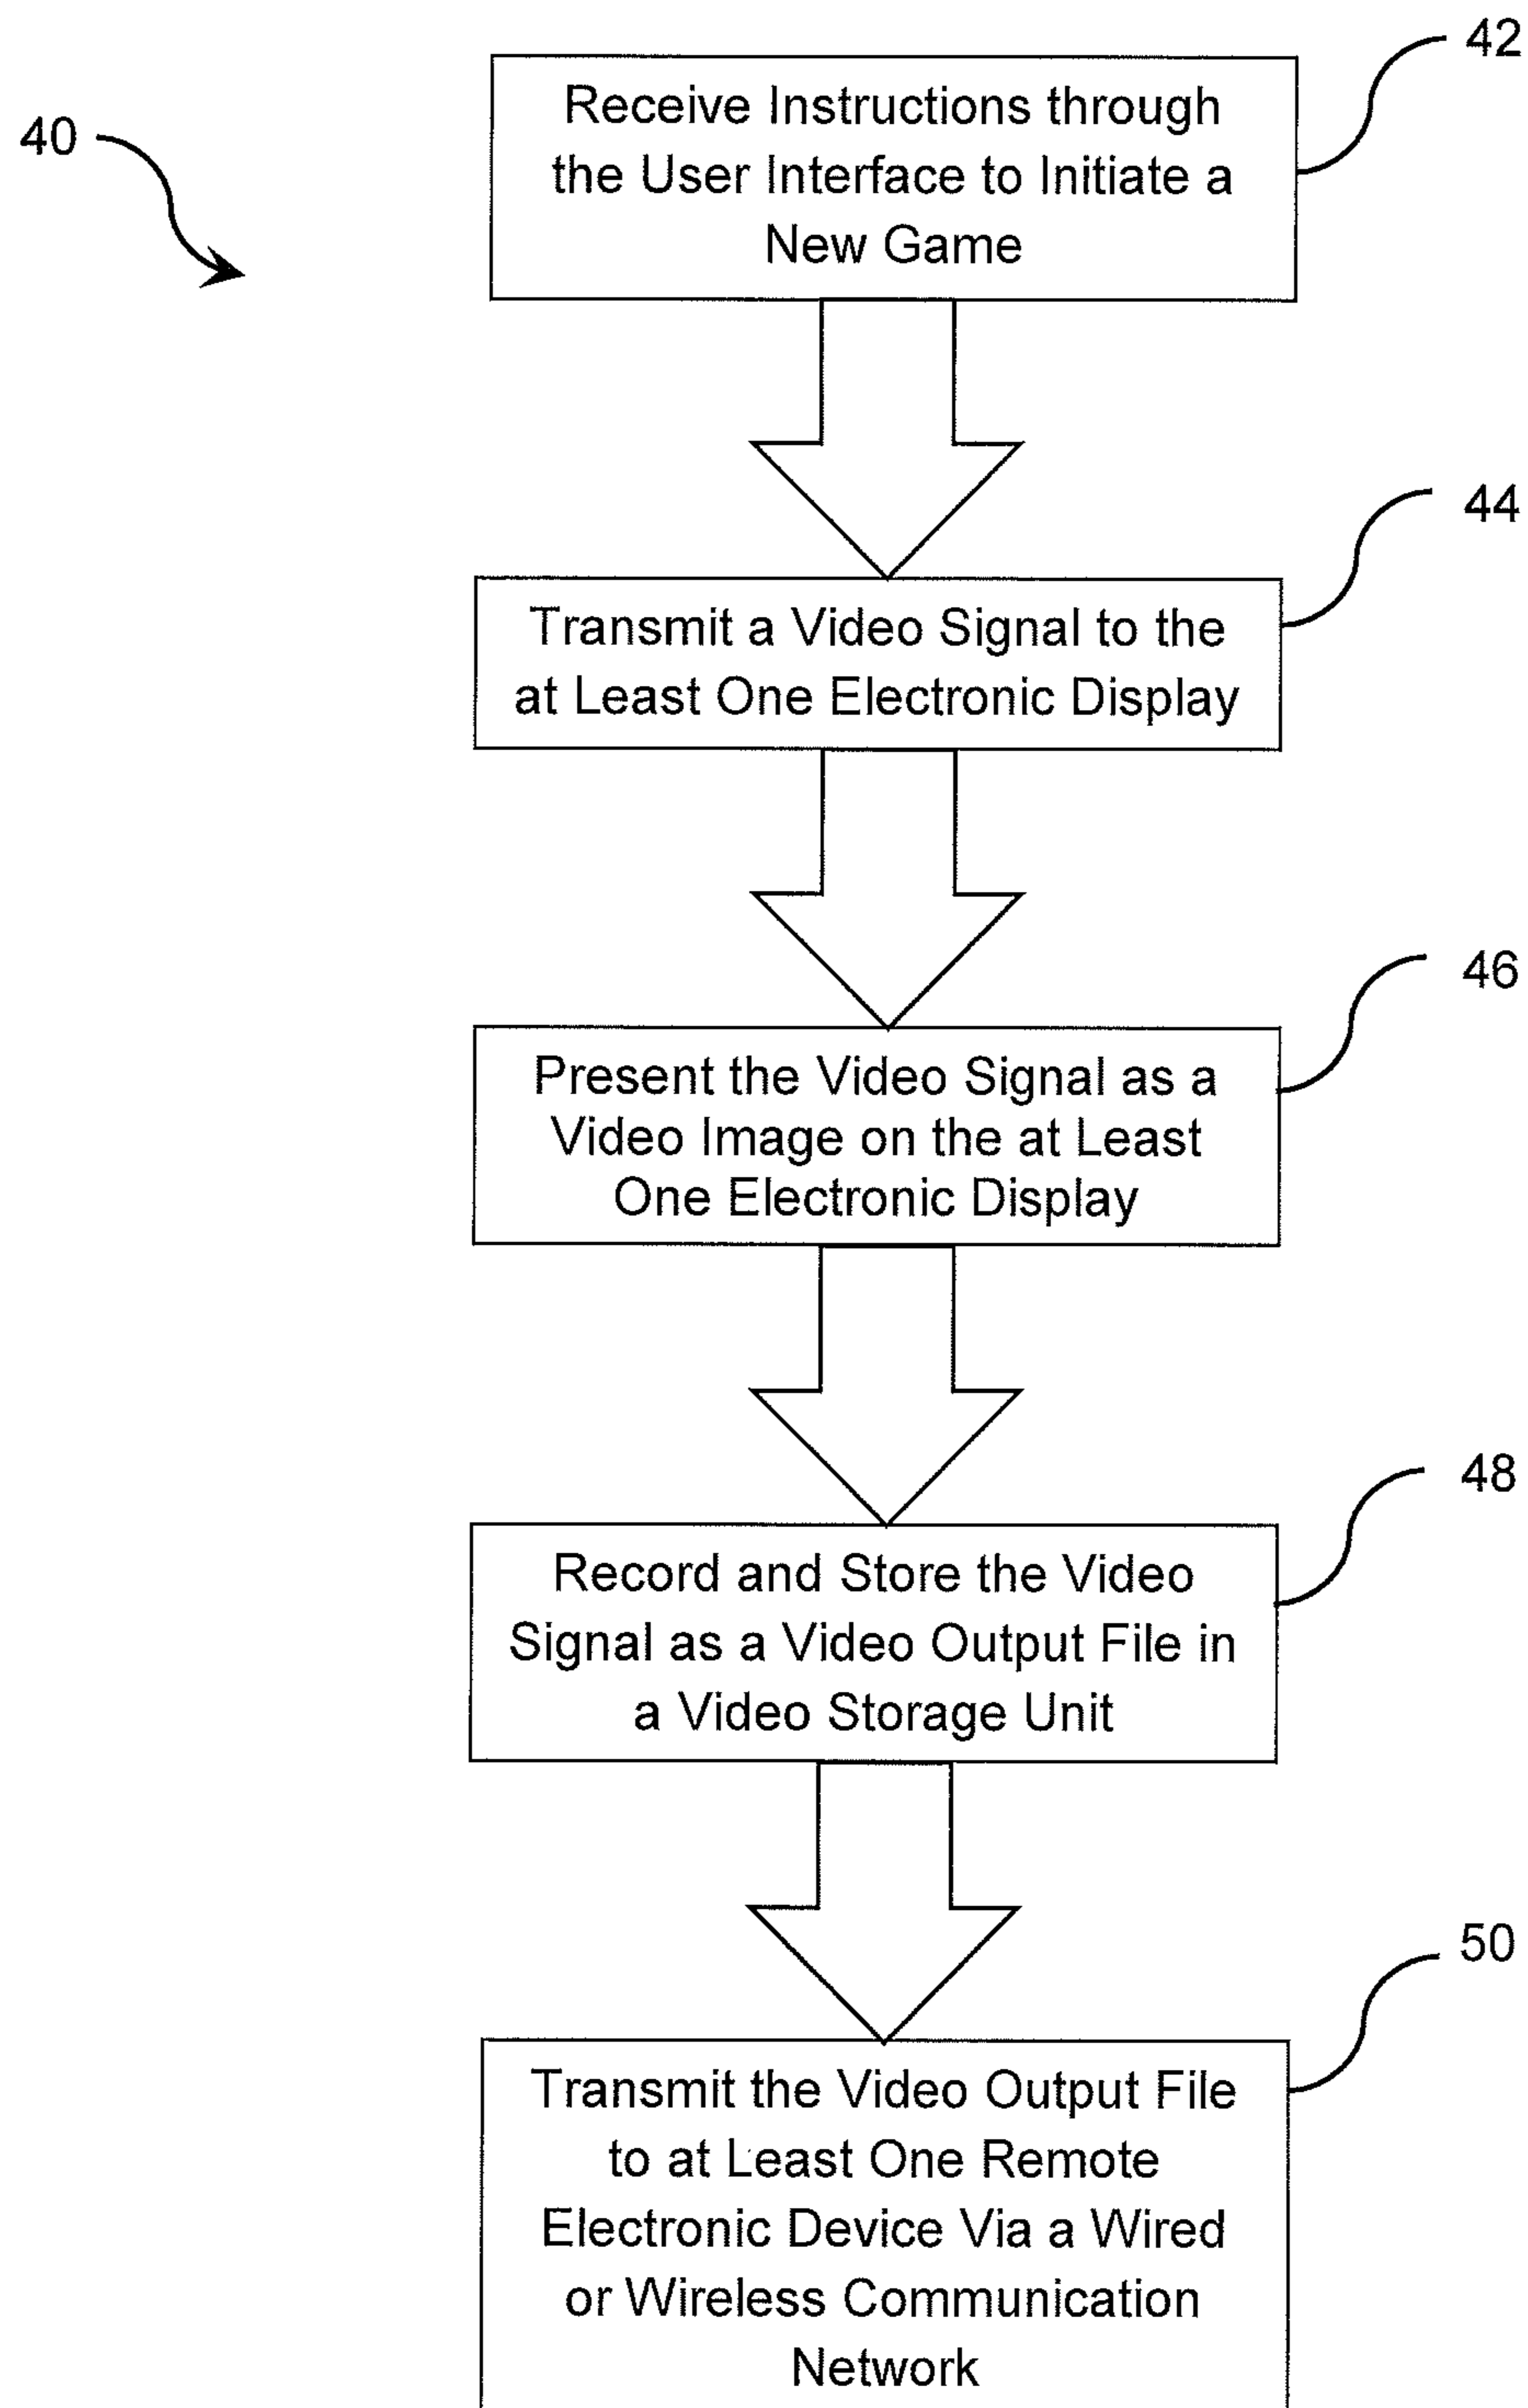 40
42
Receive Instructions through
the User Interface to Initiate a
New Game
44
Transmit a Video Signal to the
at Least One Electronic Display
46
Present the Video Signal as a
Video Image on the at Least
One Electronic Display
48
Record and Store the Video
Signal as a Video Output File in
a Video Storage Unit
50
Transmit the Video Output File
to at Least One Remote
Electronic Device Via a Wired
or Wireless Communication
Network